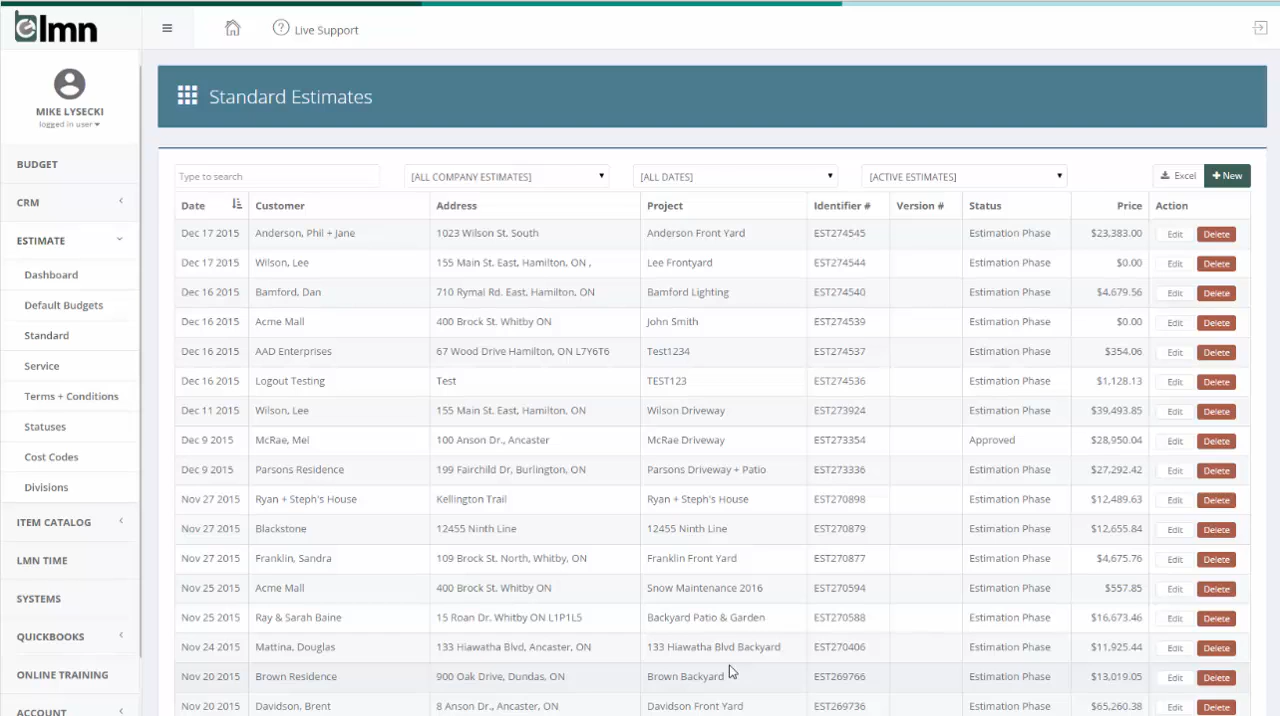 lmn
Live Support
MIKE LYSECKI
logged in user
BUDGET
CRM
ESTIMATE
Dashboard
Default Budgets
Standard
Service
Terms + Conditions
Statuses
Cost Codes
Divisions
ITEM CATALOG
LMN TIME
SYSTEMS
QUICKBOOKS
ONLINE TRAINING
ACCOUNT
Standard Estimates
Type to search [ALL COMPANY ESTIMATES] [ALL DATES] [ACTIVE ESTIMATES] Excel +New
Date Customer Address Project Identifier # Version # Status Price Action
Dec 17 2015 Anderson, Phil + Jane 1023 Wilson St. South Anderson Front Yard EST274545 Estimation Phase $23,383.00 Edit Delete
Dec 17 2015 Wilson, Lee 155 Main St. East, Hamilton, ON , Lee Frontyard EST274544 Estimation Phase $0.00 Edit Delete
Dec 16 2015 Bamford, Dan 710 Rymal Rd. East, Hamilton, ON Bamford Lighting EST274540 Estimation Phase $4,679.56 Edit Delete
Dec 16 2015 Acme Mall 400 Brock St. Whitby ON John Smith EST274539 Estimation Phase $0.00 Edit Delete
Dec 16 2015 AAD Enterprises 67 Wood Drive Hamilton, ON L7Y6T6 Test1234 EST274537 Estimation Phase $354.06 Edit Delete
Dec 16 2015 Logout Testing Test TEST123 EST274536 Estimation Phase $1,128.13 Edit Delete
Dec 11 2015 Wilson, Lee 155 Main St. East, Hamilton, ON Wilson Driveway EST273924 Estimation Phase $39,493.85 Edit Delete
Dec 9 2015 McRae, Mel 100 Anson Dr., Ancaster McRae Driveway EST273354 Approved $28,950.04 Edit Delete
Dec 9 2015 Parsons Residence 199 Fairchild Dr, Burlington, ON Parsons Driveway + Patio EST273336 Estimation Phase $27,292.42 Edit Delete
Nov 27 2015 Ryan + Steph's House Kellington Trail Ryan + Steph's House EST270898 Estimation Phase $12,489.63 Edit Delete
Nov 27 2015 Blackstone 12455 Ninth Line 12455 Ninth Line EST270879 Estimation Phase $12,655.84 Edit Delete
Nov 27 2015 Franklin, Sandra 109 Brock St. North, Whitby, ON Franklin Front Yard EST270877 Estimation Phase $4,675.76 Edit Delete
Nov 25 2015 Acme Mall 400 Brock St. Whitby ON Snow Maintenance 2016 EST270594 Estimation Phase $557.85 Edit Delete
Nov 25 2015 Ray & Sarah Baine 15 Roan Dr. Whitby ON L1P1L5 Backyard Patio & Garden EST270588 Estimation Phase $16,673.46 Edit Delete
Nov 24 2015 Mattina, Douglas 133 Hiawatha Blvd, Ancaster, ON 133 Hiawatha Blvd Backyard EST270406 Estimation Phase $11,925.44 Edit Delete
Nov 20 2015 Brown Residence 900 Oak Drive, Dundas, ON Brown Backyard EST269766 Estimation Phase $13,019.05 Edit Delete
Nov 20 2015 Davidson, Brent 8 Anson Dr., Ancaster, ON Davidson Front Yard EST269736 Estimation Phase $65,260.38 Edit Delete